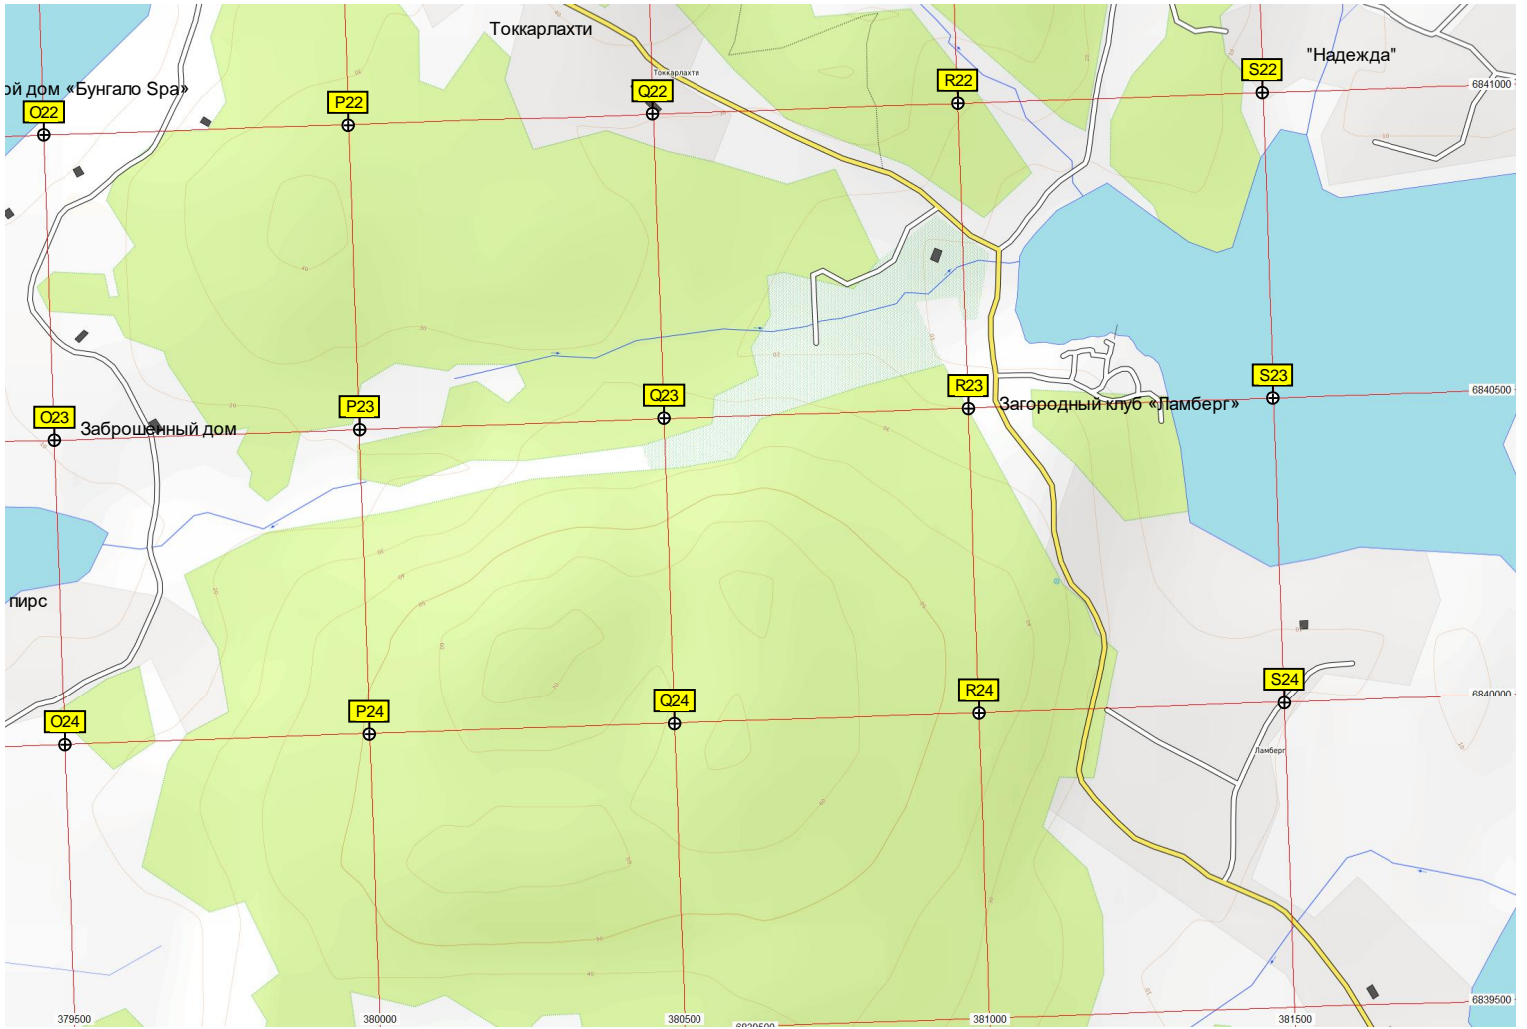 Токкарлахти
"Надежда"
Токкарлахти
S22
R22
6841000
ой дом «Бунгало Spa»
Q22
P22
O22
S23
6840500
R23
Загородный клуб «Ламберг»
Q23
P23
O23
Заброшенный дом
пирс
S24
R24
6840000
Q24
P24
O24
Ламберг
6839500
379500
380000
380500
381000
381500
6839500